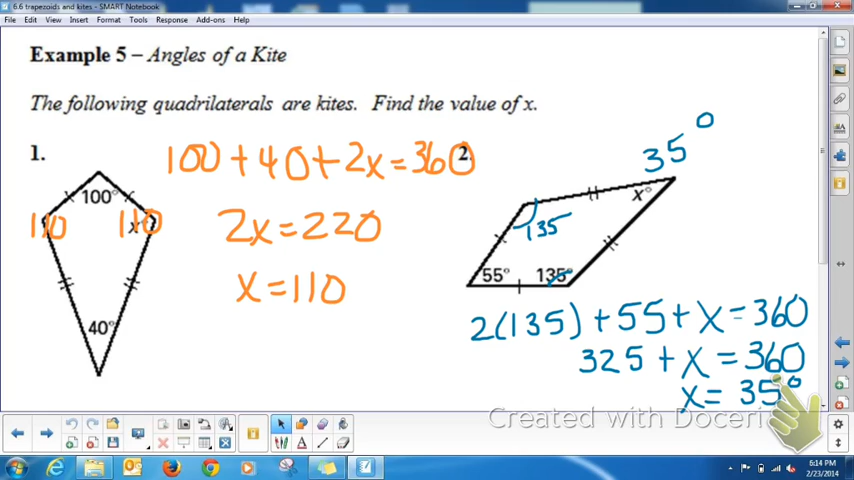 6.6 trapezoids and kites - SMART Notebook
File Edit View Insert Format Tools Response Add-ons Help
Example 5 – Angles of a Kite
The following quadrilaterals are kites. Find the value of x.
35°
1.
100+40+2x=360
2
100°
x°
110
110
2x=220
135
x=110
55°
135°
40°
2(135)+55+x=360
325+x=360
x=35°
Created with Doceri
6:14 PM
2/23/2014